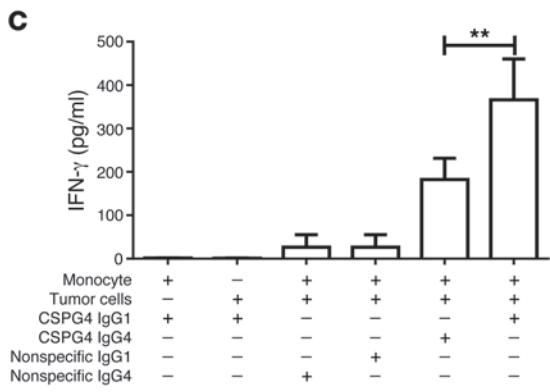 C
**
500
400
300
200
100
0
IFN-γ (pg/ml)
Monocyte + − + + + +
Tumor cells − + + + + +
CSPG4 IgG1 + + − − − +
CSPG4 IgG4 − − − − + −
Nonspecific IgG1 − − − + − −
Nonspecific IgG4 − − + − − −